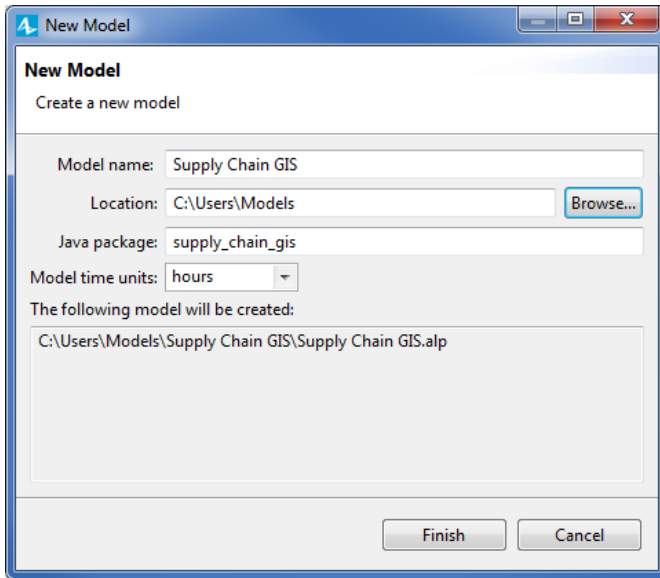 New Model
New Model
Create a new model
Model name: Supply Chain GIS
Location: C:\Users\Models Browse...
Java package: supply_chain_gis
Model time units: hours
The following model will be created:
C:\Users\Models\Supply Chain GIS\Supply Chain GIS.alp
Finish Cancel